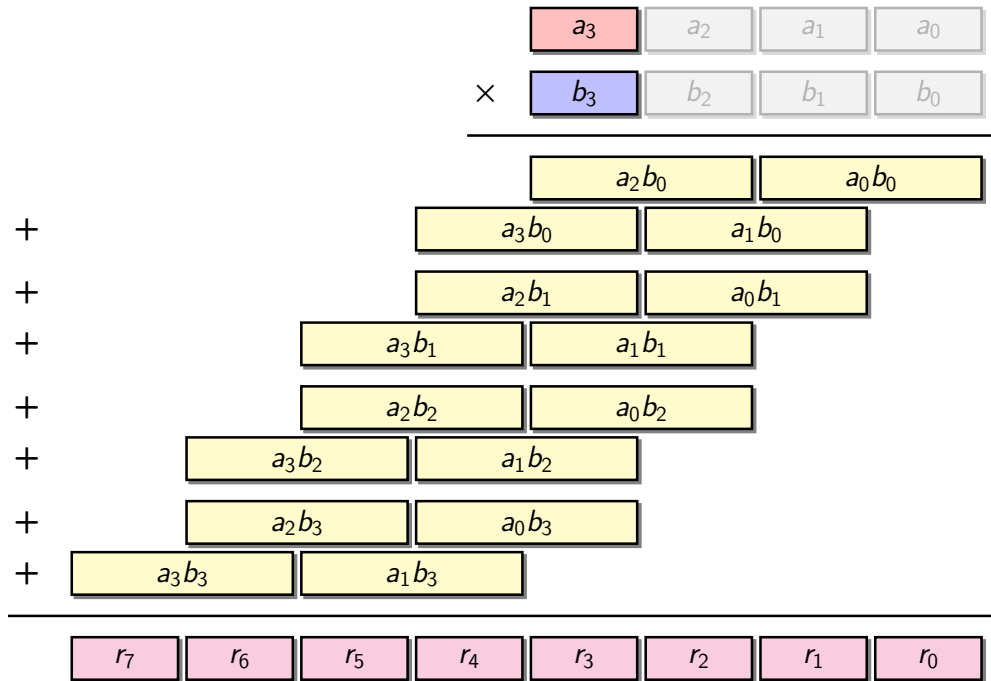 a₃ a₂ a₁ a₀
× b₃ b₂ b₁ b₀
a₂b₀ a₀b₀
+ a₃b₀ a₁b₀
+ a₂b₁ a₀b₁
+ a₃b₁ a₁b₁
+ a₂b₂ a₀b₂
+ a₃b₂ a₁b₂
+ a₂b₃ a₀b₃
+ a₃b₃ a₁b₃
r₇ r₆ r₅ r₄ r₃ r₂ r₁ r₀